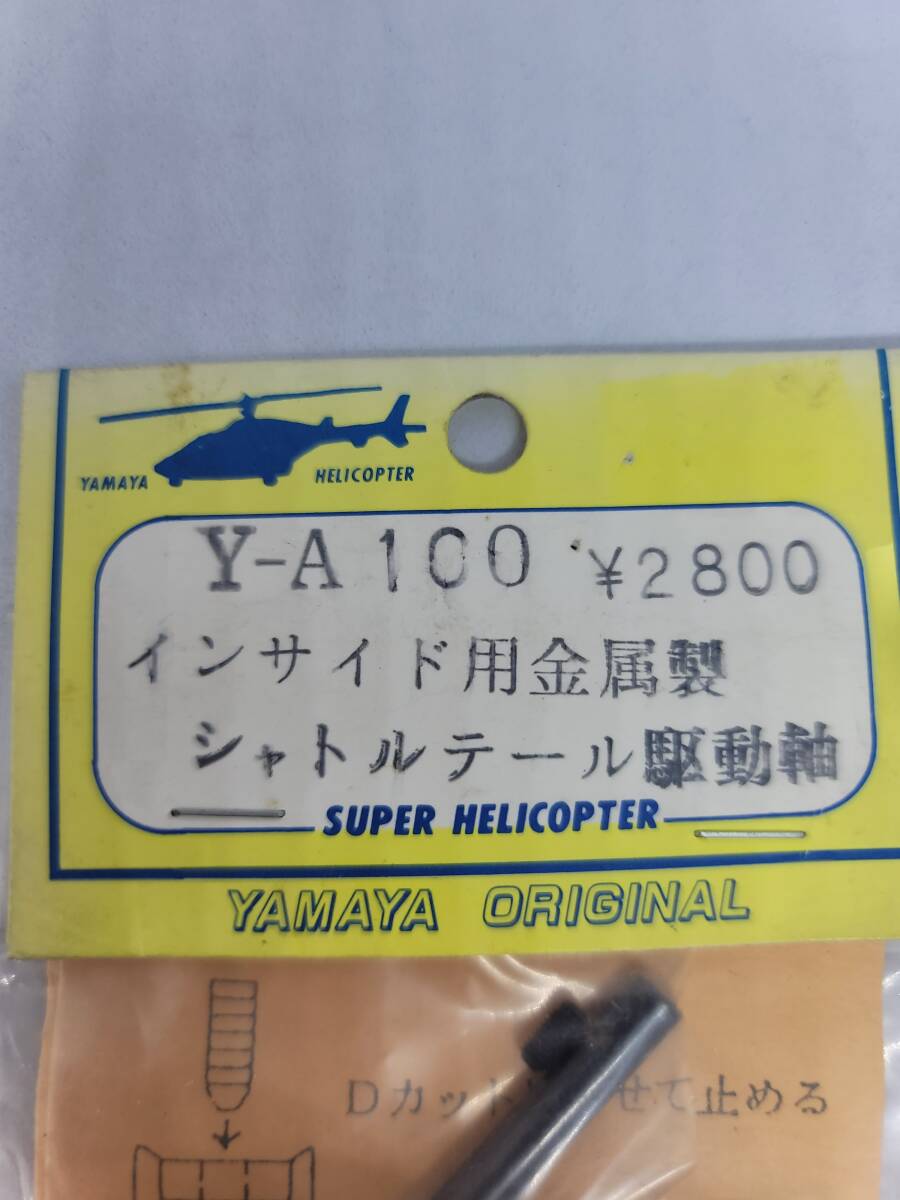 YAMAYA HELICOPTER
Y-A 100 ¥2800
インサイド用金属製
シャトルテール駆動軸
SUPER HELICOPTER
YAMAYA ORIGINAL
Dカット せて止める